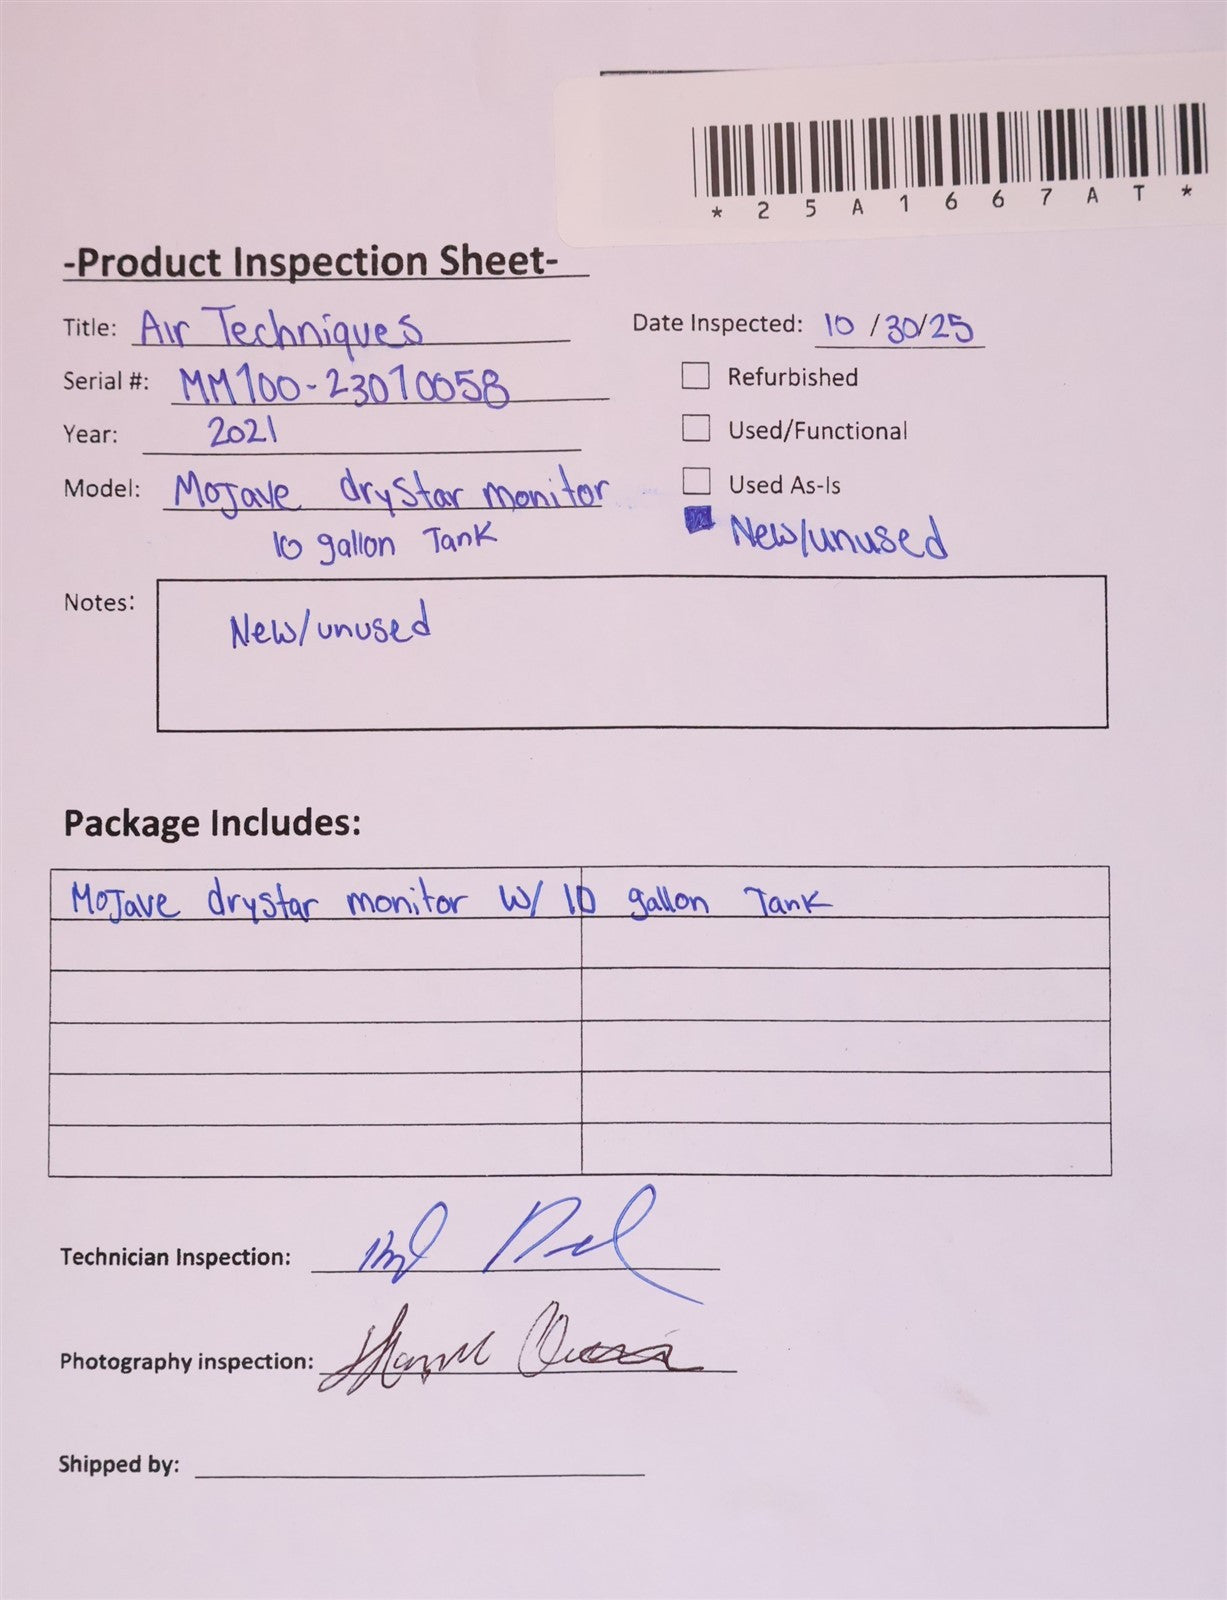 *25A1667AT*
-Product Inspection Sheet-
Title: Air Techniques
Date Inspected: 10/30/25
Serial #: MM100-23010058
Refurbished
Year: 2021
Used/Functional
Model: Mojave drystar monitor
10 gallon Tank
Used As-Is
New/unused
Notes: New/unused
Package Includes:
Mojave drystar monitor w/ 10 gallon Tank
Technician Inspection:
Photography inspection:
Shipped by: